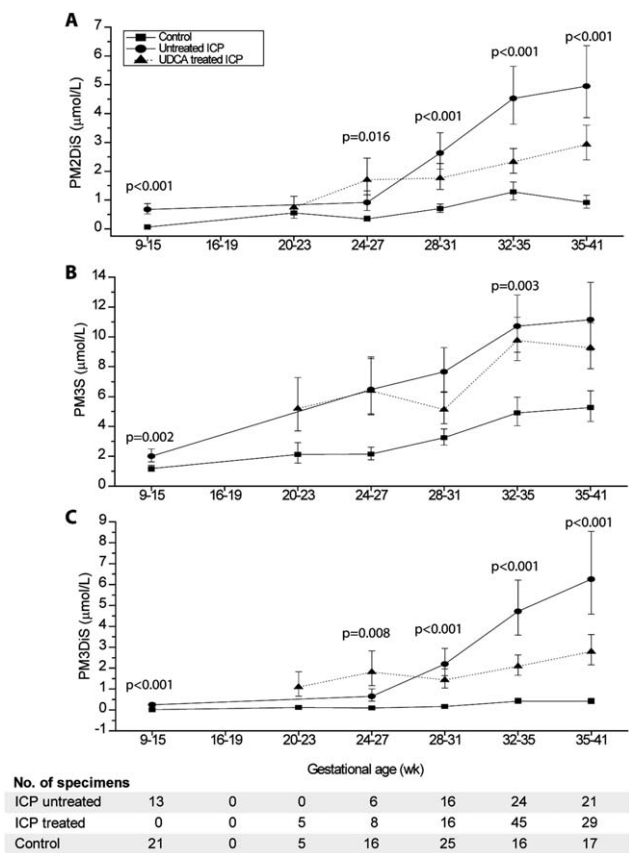 A
Control
Untreated ICP
UDCA treated ICP
PM2DiS (μmol/L)
7
6
5
4
3
2
1
0
p<0.001
p=0.016
p<0.001
p<0.001
p<0.001
9-15 16-19 20-23 24-27 28-31 32-35 35-41
B
PM3S (μmol/L)
14
12
10
8
6
4
2
0
p=0.002
p=0.003
9-15 16-19 20-23 24-27 28-31 32-35 35-41
C
PM3DiS (μmol/L)
9
8
7
6
5
4
3
2
1
0
-1
p<0.001
p=0.008
p<0.001
p<0.001
p<0.001
9-15 16-19 20-23 24-27 28-31 32-35 35-41
Gestational age (wk)
No. of specimens
ICP untreated 13 0 0 6 16 24 21
ICP treated 0 0 5 8 16 45 29
Control 21 0 5 16 25 16 17